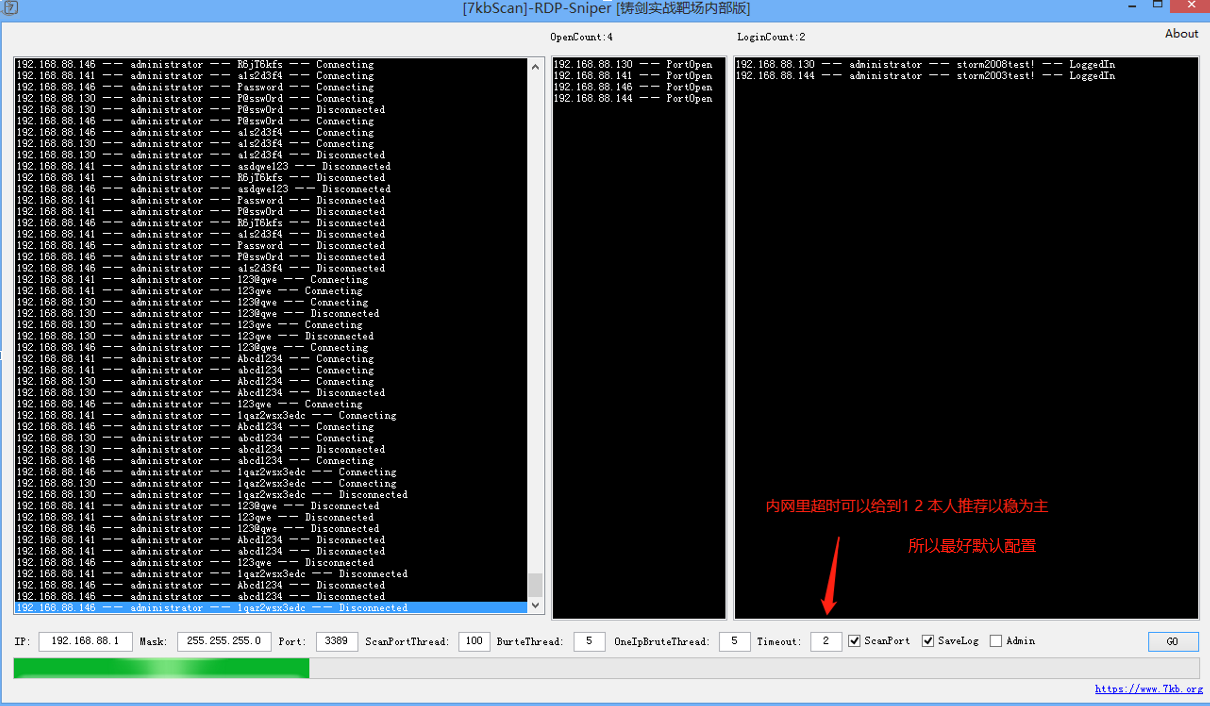 [7kbScan]-RDP-Sniper [铸剑实战靶场内部版]
About
OpenCount:4
LoginCount:2
192.168.88.146 —— administrator —— R6jT6kfs —— Connecting
192.168.88.141 —— administrator —— a1s2d3f4 —— Connecting
192.168.88.146 —— administrator —— Password —— Connecting
192.168.88.130 —— administrator —— P@ssw0rd —— Connecting
192.168.88.130 —— administrator —— P@ssw0rd —— Disconnected
192.168.88.146 —— administrator —— P@ssw0rd —— Connecting
192.168.88.146 —— administrator —— a1s2d3f4 —— Connecting
192.168.88.130 —— administrator —— a1s2d3f4 —— Connecting
192.168.88.130 —— administrator —— a1s2d3f4 —— Disconnected
192.168.88.141 —— administrator —— asdqwe123 —— Disconnected
192.168.88.141 —— administrator —— R6jT6kfs —— Disconnected
192.168.88.146 —— administrator —— asdqwe123 —— Disconnected
192.168.88.141 —— administrator —— Password —— Disconnected
192.168.88.141 —— administrator —— P@ssw0rd —— Disconnected
192.168.88.146 —— administrator —— R6jT6kfs —— Disconnected
192.168.88.141 —— administrator —— a1s2d3f4 —— Disconnected
192.168.88.146 —— administrator —— Password —— Disconnected
192.168.88.146 —— administrator —— P@ssw0rd —— Disconnected
192.168.88.146 —— administrator —— a1s2d3f4 —— Disconnected
192.168.88.141 —— administrator —— 123@qwe —— Connecting
192.168.88.141 —— administrator —— 123qwe —— Connecting
192.168.88.130 —— administrator —— 123@qwe —— Connecting
192.168.88.130 —— administrator —— 123@qwe —— Disconnected
192.168.88.130 —— administrator —— 123qwe —— Connecting
192.168.88.130 —— administrator —— 123qwe —— Disconnected
192.168.88.146 —— administrator —— 123@qwe —— Connecting
192.168.88.141 —— administrator —— Abcd1234 —— Connecting
192.168.88.141 —— administrator —— abcd1234 —— Connecting
192.168.88.130 —— administrator —— Abcd1234 —— Connecting
192.168.88.130 —— administrator —— Abcd1234 —— Disconnected
192.168.88.146 —— administrator —— 123qwe —— Connecting
192.168.88.141 —— administrator —— 1qaz2wsx3edc —— Connecting
192.168.88.146 —— administrator —— Abcd1234 —— Connecting
192.168.88.130 —— administrator —— abcd1234 —— Connecting
192.168.88.130 —— administrator —— abcd1234 —— Disconnected
192.168.88.146 —— administrator —— abcd1234 —— Connecting
192.168.88.146 —— administrator —— 1qaz2wsx3edc —— Connecting
192.168.88.130 —— administrator —— 1qaz2wsx3edc —— Connecting
192.168.88.130 —— administrator —— 1qaz2wsx3edc —— Disconnected
192.168.88.141 —— administrator —— 123@qwe —— Disconnected
192.168.88.141 —— administrator —— 123qwe —— Disconnected
192.168.88.146 —— administrator —— 123@qwe —— Disconnected
192.168.88.141 —— administrator —— Abcd1234 —— Disconnected
192.168.88.141 —— administrator —— abcd1234 —— Disconnected
192.168.88.146 —— administrator —— 123qwe —— Disconnected
192.168.88.141 —— administrator —— 1qaz2wsx3edc —— Disconnected
192.168.88.146 —— administrator —— Abcd1234 —— Disconnected
192.168.88.146 —— administrator —— abcd1234 —— Disconnected
192.168.88.146 —— administrator —— 1qaz2wsx3edc —— Disconnected
192.168.88.130 —— PortOpen
192.168.88.141 —— PortOpen
192.168.88.146 —— PortOpen
192.168.88.144 —— PortOpen
192.168.88.130 —— administrator —— storm2008test! —— LoggedIn
192.168.88.144 —— administrator —— storm2003test! —— LoggedIn
内网里超时可以给到1 2 本人推荐以稳为主
所以最好默认配置
IP: 192.168.88.1 Mask: 255.255.255.0 Port: 3389 ScanPortThread: 100 BurteThread: 5 OneIpBruteThread: 5 Timeout: 2 ScanPort SaveLog Admin GO
https://www.7kb.org